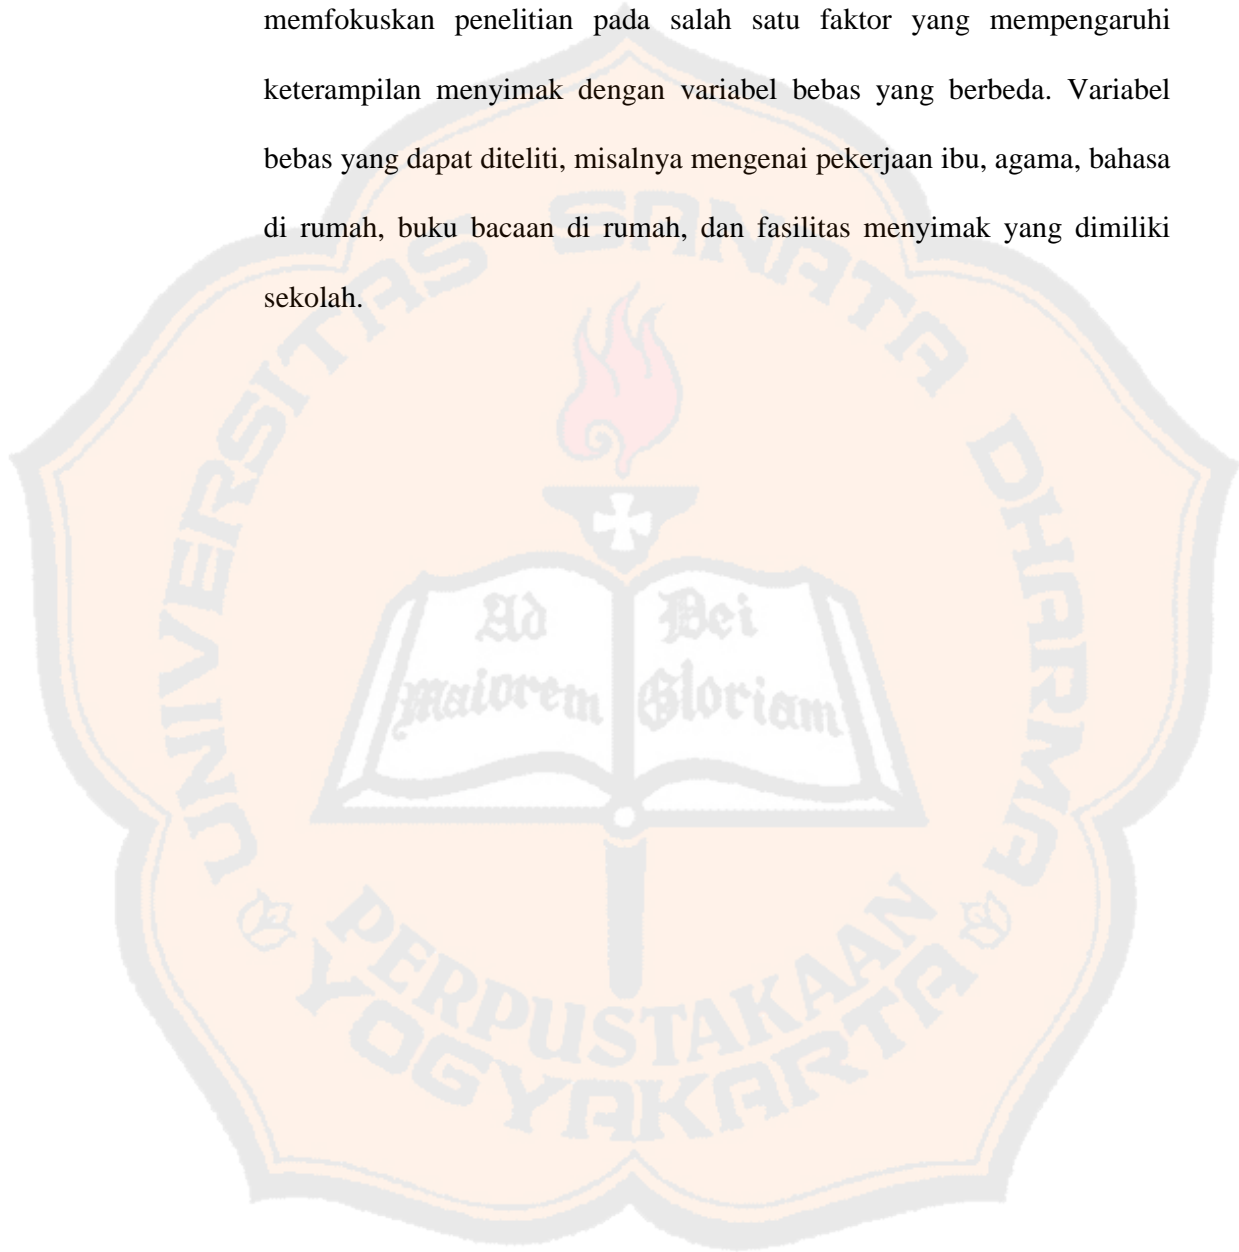 memfokuskan penelitian pada salah satu faktor yang mempengaruhi
keterampilan menyimak dengan variabel bebas yang berbeda. Variabel
bebas yang dapat diteliti, misalnya mengenai pekerjaan ibu, agama, bahasa
di rumah, buku bacaan di rumah, dan fasilitas menyimak yang dimiliki
sekolah.
UNIVERSITAS SANATA DHARMA
Ad Dei
maiorem Gloriam
PERPUSTAKAAN
YOGYAKARTA